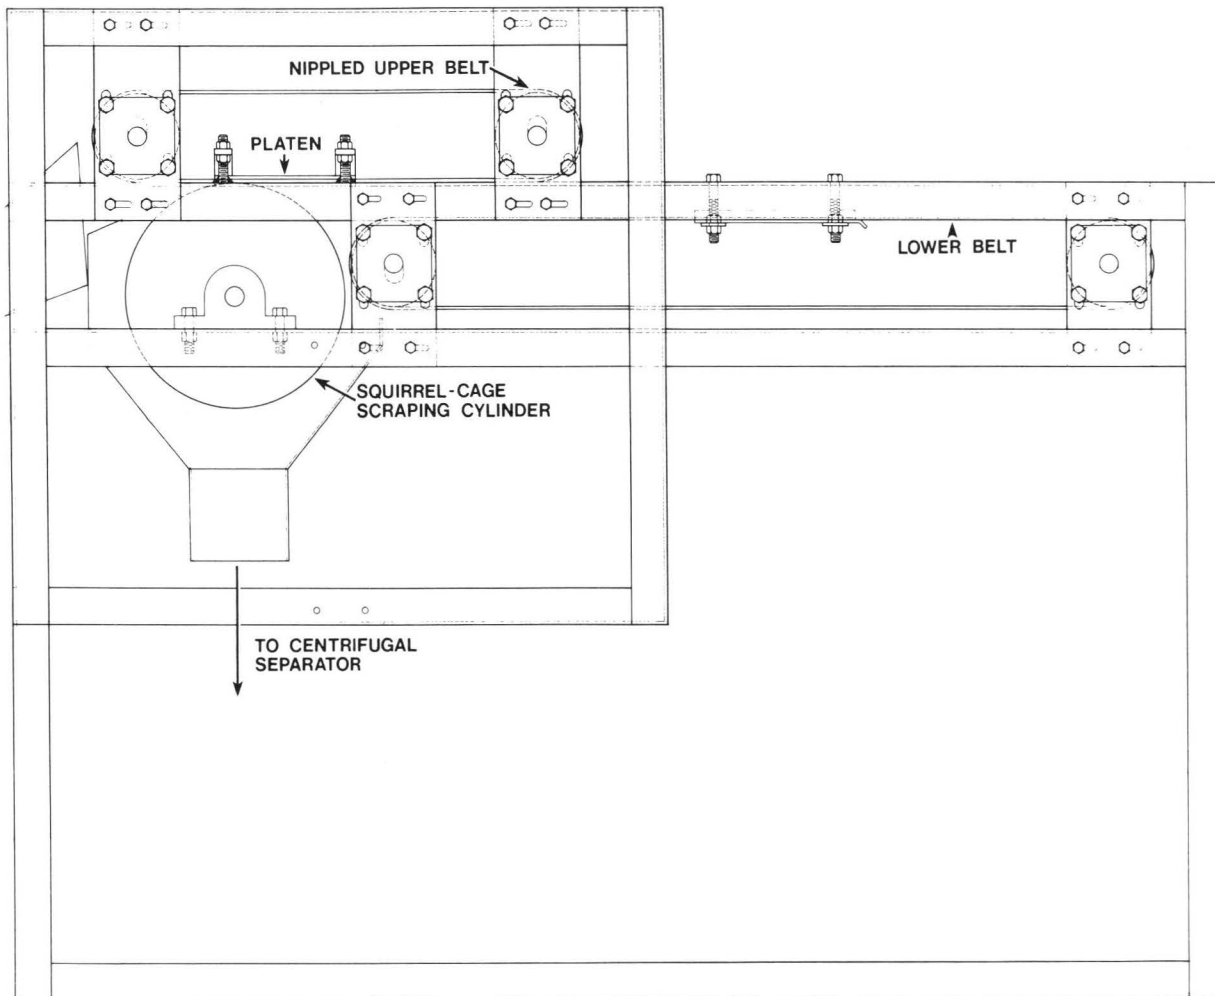 NIPPLED UPPER BELT
PLATEN
LOWER BELT
SQUIRREL-CAGE
SCRAPING CYLINDER
TO CENTRIFUGAL
SEPARATOR